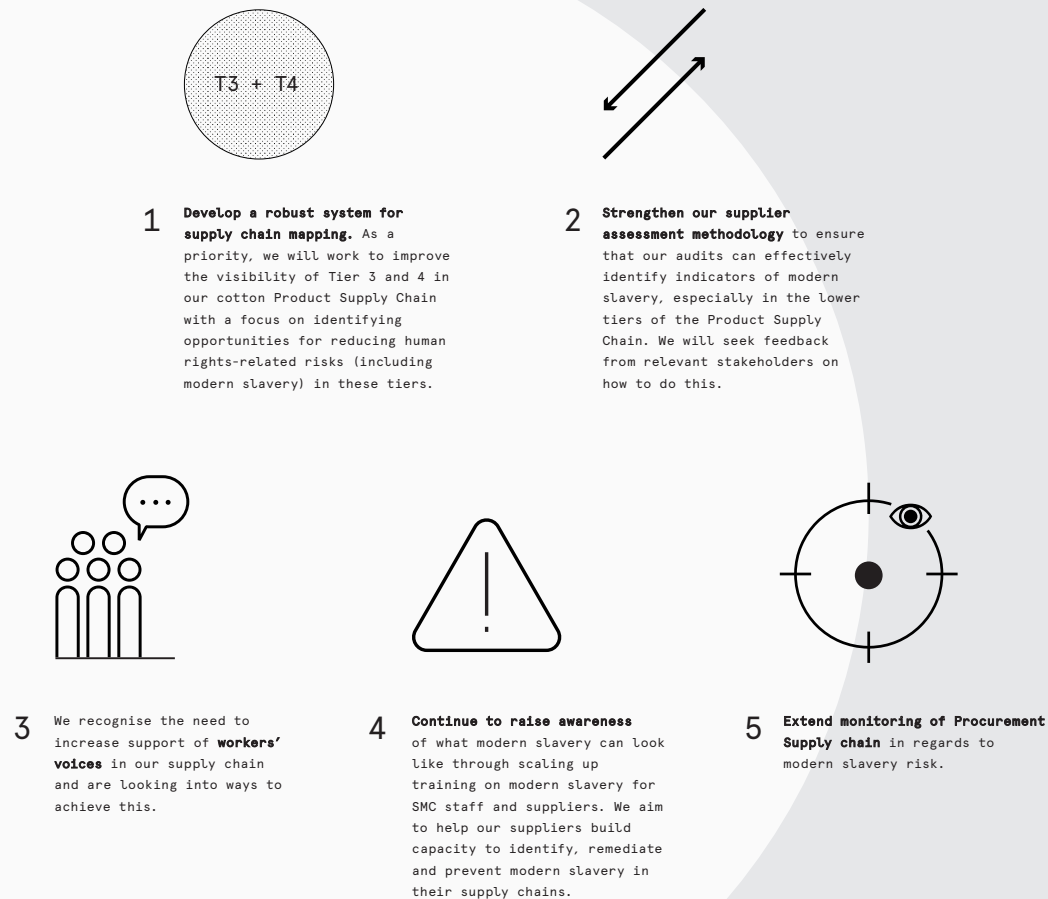 T3 + T4
1
Develop a robust system for
supply chain mapping. As a
priority, we will work to improve
the visibility of Tier 3 and 4 in
our cotton Product Supply Chain
with a focus on identifying
opportunities for reducing human
rights-related risks (including
modern slavery) in these tiers.
2
Strengthen our supplier
assessment methodology to ensure
that our audits can effectively
identify indicators of modern
slavery, especially in the lower
tiers of the Product Supply
Chain. We will seek feedback
from relevant stakeholders on
how to do this.
3
We recognise the need to
increase support of workers’
voices in our supply chain
and are looking into ways to
achieve this.
4
Continue to raise awareness
of what modern slavery can look
like through scaling up
training on modern slavery for
SMC staff and suppliers. We aim
to help our suppliers build
capacity to identify, remediate
and prevent modern slavery in
their supply chains.
5
Extend monitoring of Procurement
Supply chain in regards to
modern slavery risk.